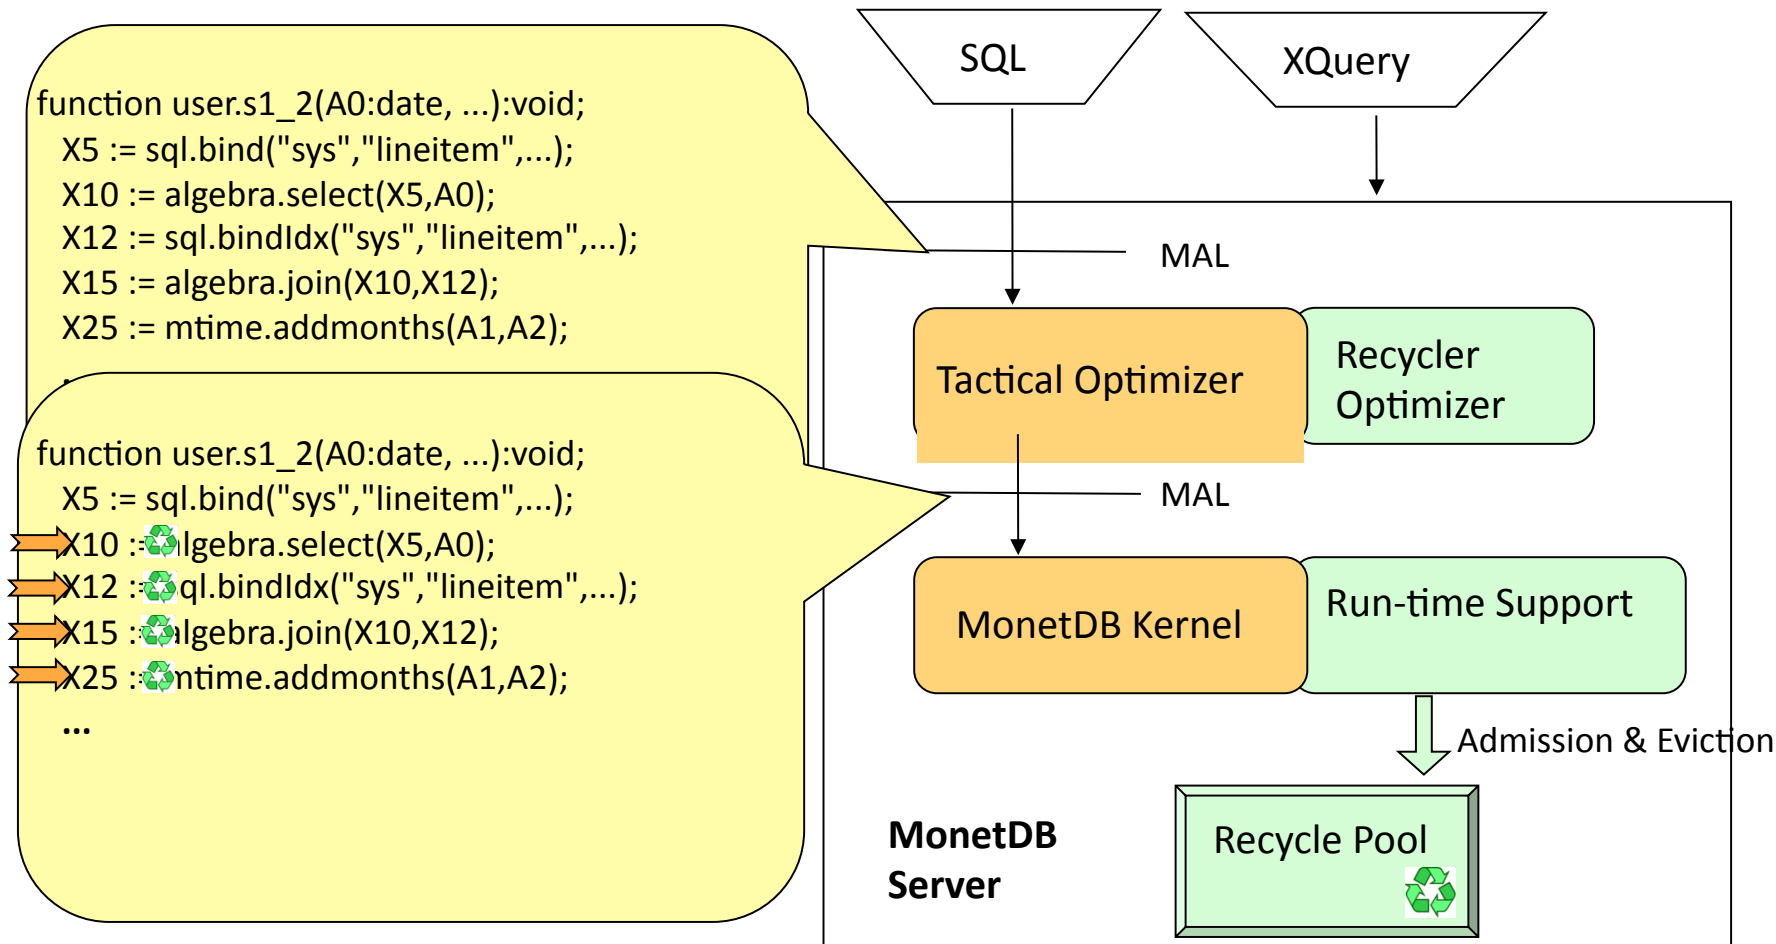 function user.s1_2(A0:date, ...):void;
X5 := sql.bind("sys","lineitem",...);
X10 := algebra.select(X5,A0);
X12 := sql.bindIdx("sys","lineitem",...);
X15 := algebra.join(X10,X12);
X25 := mtime.addmonths(A1,A2);
function user.s1_2(A0:date, ...):void;
X5 := sql.bind("sys","lineitem",...);
X10 := algebra.select(X5,A0);
X12 := sql.bindIdx("sys","lineitem",...);
X15 := algebra.join(X10,X12);
X25 := mtime.addmonths(A1,A2);
...
SQL
XQuery
MAL
Tactical Optimizer
Recycler
Optimizer
MAL
MonetDB Kernel
Run-time Support
Admission & Eviction
MonetDB
Server
Recycle Pool